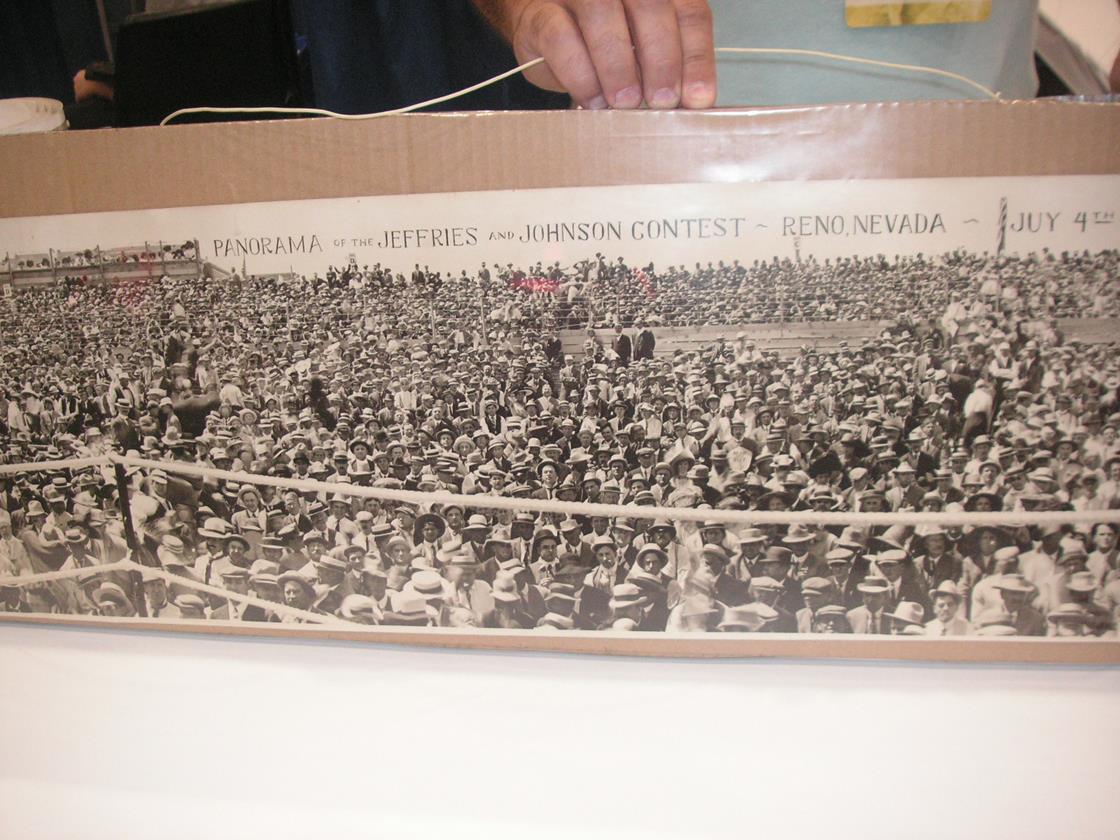 PANORAMA OF THE JEFFRIES AND JOHNSON CONTEST ~ RENO, NEVADA ~ JUY 4TH